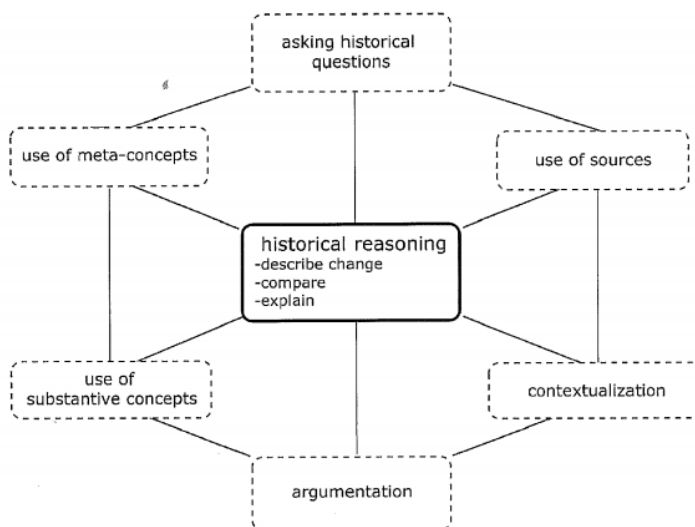 asking historical
questions
use of meta-concepts
use of sources
historical reasoning
-describe change
-compare
-explain
use of
substantive concepts
contextualization
argumentation